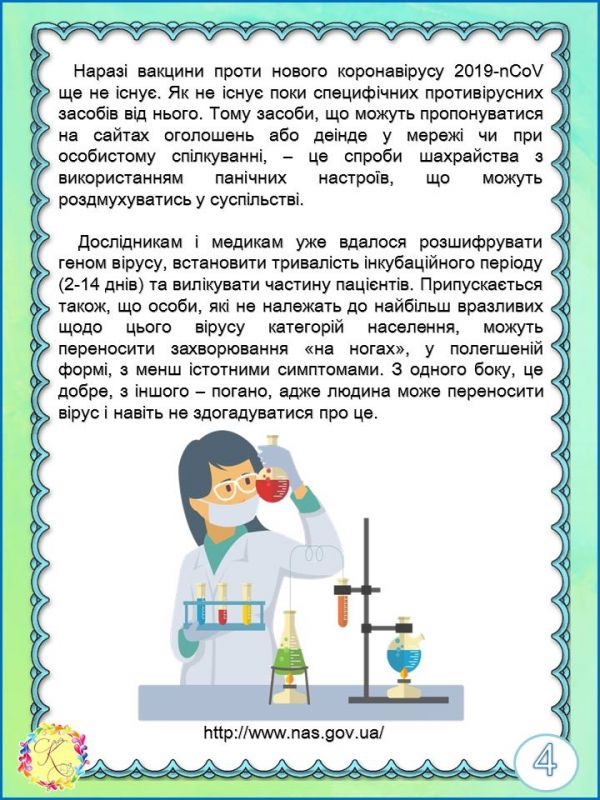 Наразі вакцини проти нового коронавірусу 2019-nCoV
ще не існує. Як не існує поки специфічних противірусних
засобів від нього. Тому засоби, що можуть пропонуватися
на сайтах оголошень або деінде у мережі чи при
особистому спілкуванні, – це спроби шахрайства з
використанням панічних настроїв, що можуть
роздмухуватись у суспільстві.
Дослідникам і медикам уже вдалося розшифрувати
геном вірусу, встановити тривалість інкубаційного періоду
(2-14 днів) та вилікувати частину пацієнтів. Припускається
також, що особи, які не належать до найбільш вразливих
щодо цього вірусу категорій населення, можуть
переносити захворювання «на ногах», у полегшеній
формі, з менш істотними симптомами. З одного боку, це
добре, з іншого – погано, адже людина може переносити
вірус і навіть не здогадуватися про це.
http://www.nas.gov.ua/
К
4